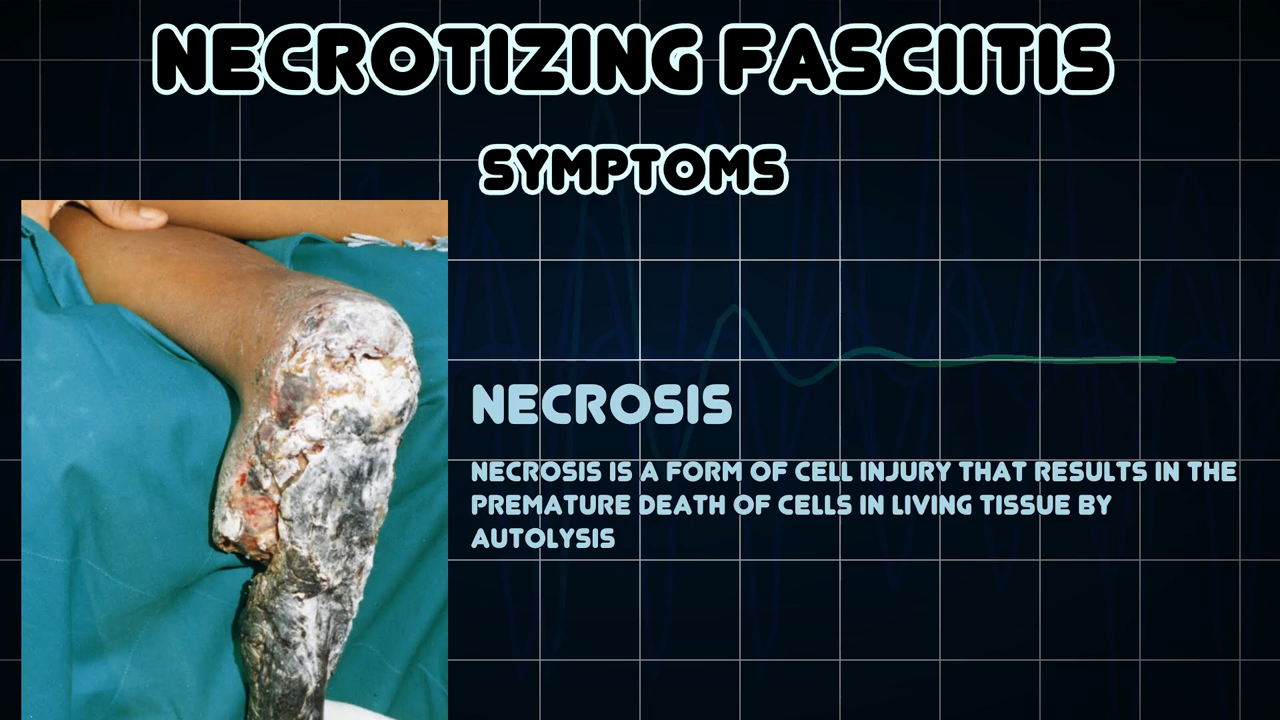 NECROTIZING FASCIITIS
SYMPTOMS
NECROSIS
NECROSIS IS A FORM OF CELL INJURY THAT RESULTS IN THE
PREMATURE DEATH OF CELLS IN LIVING TISSUE BY
AUTOLYSIS